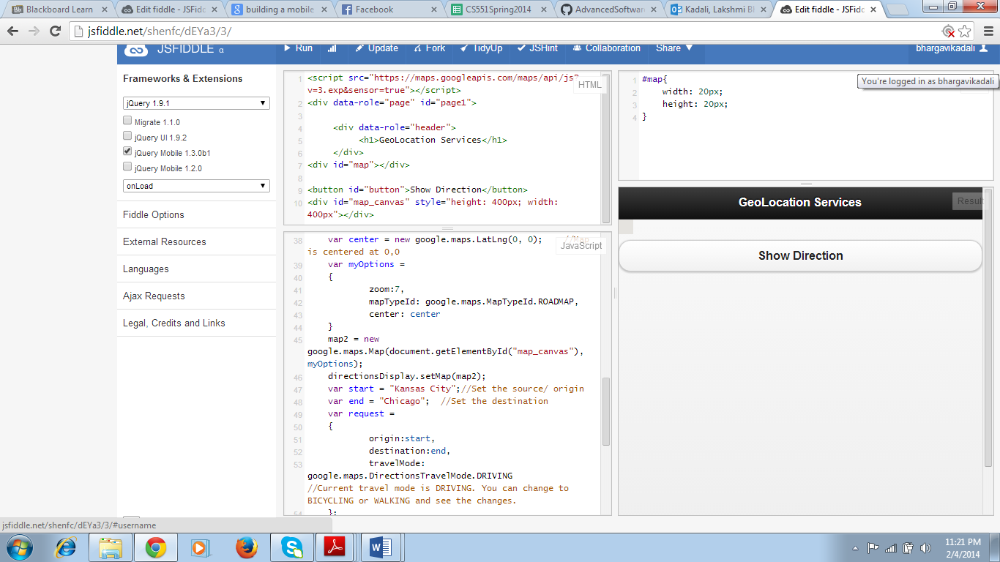 Blackboard Learn
Edit fiddle - JSFidd
building a mobile
Facebook
CS551Spring2014
AdvancedSoftware
Kadali, Lakshmi Bh
Edit fiddle - JSFidd
jsfiddle.net/shenfc/dEYa3/3/
JSFIDDLE α
Run
Update
Fork
TidyUp
JSHint
Collaboration
Share
bhargavikadali
You're logged in as bhargavikadali
Frameworks & Extensions
jQuery 1.9.1
Migrate 1.1.0
jQuery UI 1.9.2
jQuery Mobile 1.3.0b1
jQuery Mobile 1.2.0
onLoad
Fiddle Options
External Resources
Languages
Ajax Requests
Legal, Credits and Links
HTML
1 <script src="https://maps.googleapis.com/maps/api/js?
v=3.exp&sensor=true"></script>
2 <div data-role="page" id="page1">
3
4 <div data-role="header">
5 <h1>GeoLocation Services</h1>
6 </div>
7 <div id="map"></div>
8
9 <button id="button">Show Direction</button>
10 <div id="map_canvas" style="height: 400px; width:
400px"></div>
JavaScript
38 var center = new google.maps.LatLng(0, 0); //Map
is centered at 0,0
39 var myOptions =
40 {
41 zoom:7,
42 mapTypeId: google.maps.MapTypeId.ROADMAP,
43 center: center
44 }
45 map2 = new
google.maps.Map(document.getElementById("map_canvas"),
myOptions);
46 directionsDisplay.setMap(map2);
47 var start = "Kansas City";//Set the source/ origin
48 var end = "Chicago"; //Set the destination
49 var request =
50 {
51 origin:start,
52 destination:end,
53 travelMode:
google.maps.DirectionsTravelMode.DRIVING
//Current travel mode is DRIVING. You can change to
BICYCLING or WALKING and see the changes.
54 };
1 #map{
2 width: 20px;
3 height: 20px;
4 }
GeoLocation Services
Result
Show Direction
jsfiddle.net/shenfc/dEYa3/3/#username
11:21 PM
2/4/2014